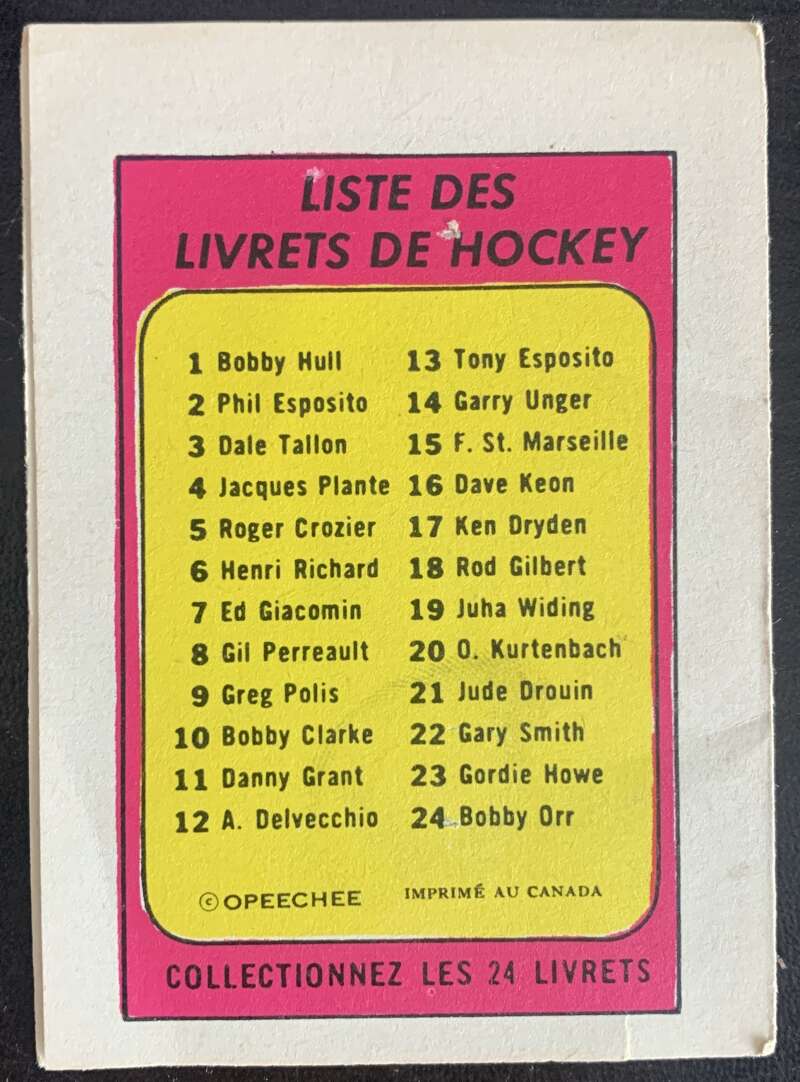 LISTE DES
LIVRETS DE HOCKEY
1 Bobby Hull
2 Phil Esposito
3 Dale Tallon
4 Jacques Plante
5 Roger Crozier
6 Henri Richard
7 Ed Giacomin
8 Gil Perreault
9 Greg Polis
10 Bobby Clarke
11 Danny Grant
12 A. Delvecchio
13 Tony Esposito
14 Garry Unger
15 F. St. Marseille
16 Dave Keon
17 Ken Dryden
18 Rod Gilbert
19 Juha Widing
20 O. Kurtenbach
21 Jude Drouin
22 Gary Smith
23 Gordie Howe
24 Bobby Orr
© OPEECHEE IMPRIMÉ AU CANADA
COLLECTIONNEZ LES 24 LIVRETS